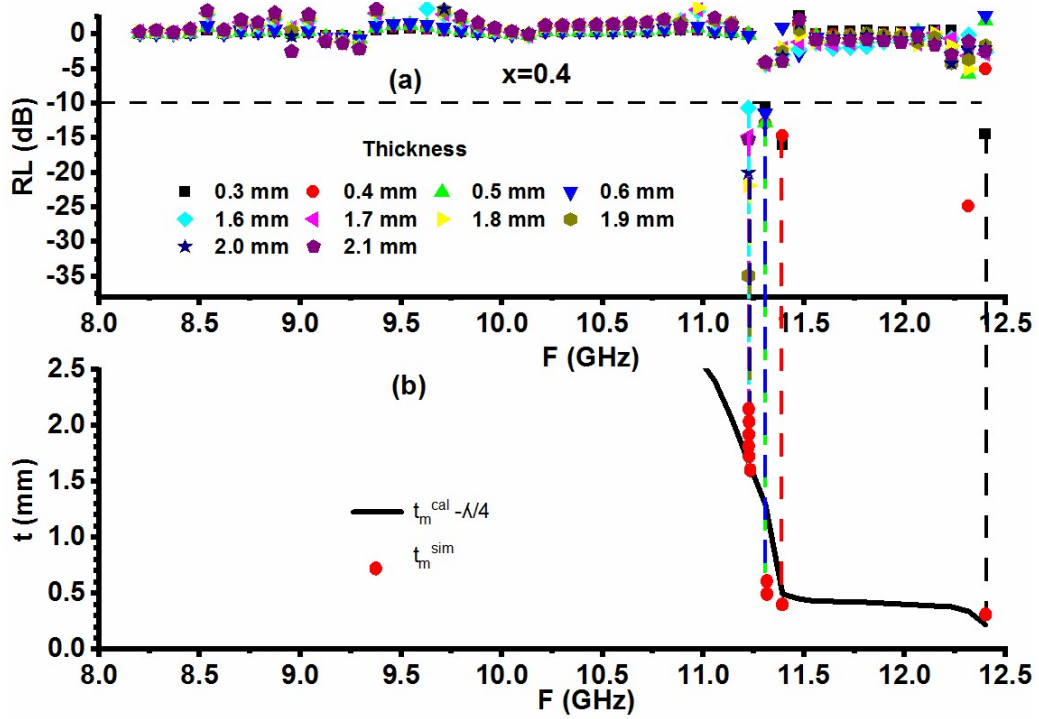 0
-5
-10
-15
-20
-25
-30
-35
RL (dB)
(a)
x=0.4
Thickness
0.3 mm 0.4 mm 0.5 mm 0.6 mm
1.6 mm 1.7 mm 1.8 mm 1.9 mm
2.0 mm 2.1 mm
8.0 8.5 9.0 9.5 10.0 10.5 11.0 11.5 12.0 12.5
F (GHz)
2.5
2.0
1.5
1.0
0.5
0.0
t (mm)
(b)
t_m^cal -ʎ/4
t_m^sim
8.0 8.5 9.0 9.5 10.0 10.5 11.0 11.5 12.0 12.5
F (GHz)